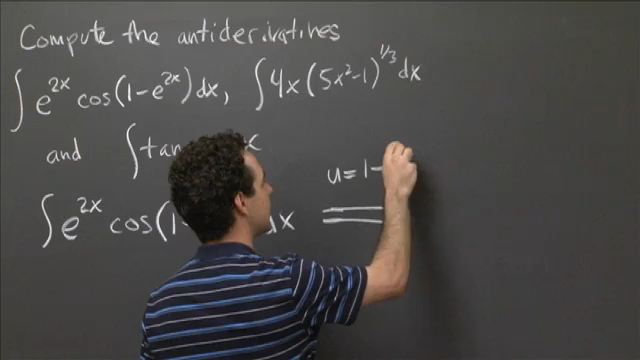 Compute the antiderivatives
∫ e^{2x} cos(1-e^{2x}) dx, ∫ 4x(5x²-1)^{1/3} dx
and ∫ tan x
u = 1-
∫ e^{2x} cos(1- dx =